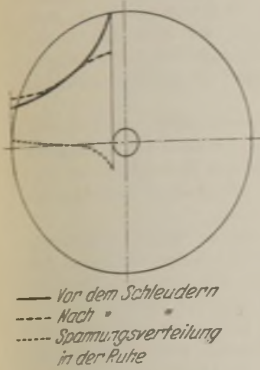 Vor dem Schleudern
Nach " "
Spannungsverteilung
in der Ruhe